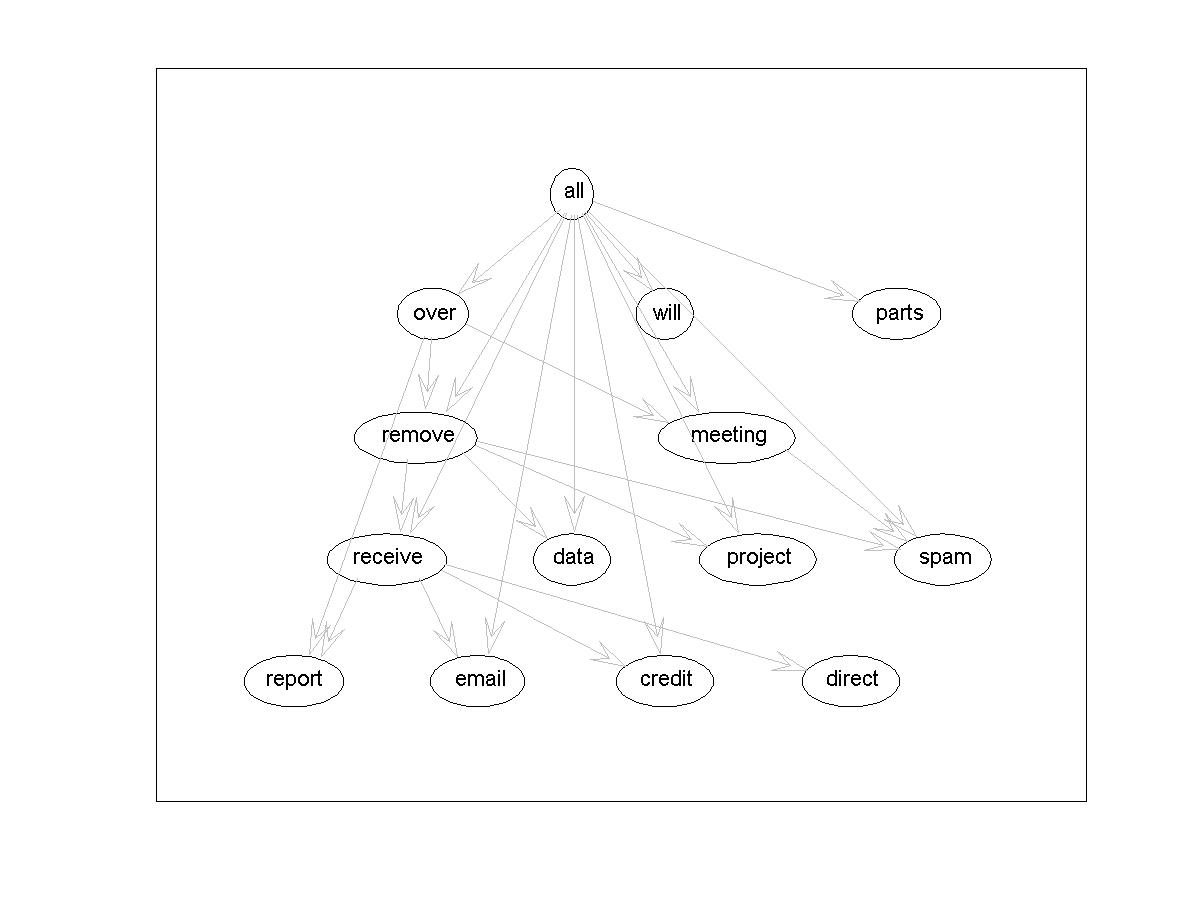 all
over will parts
remove meeting
receive data project spam
report email credit direct